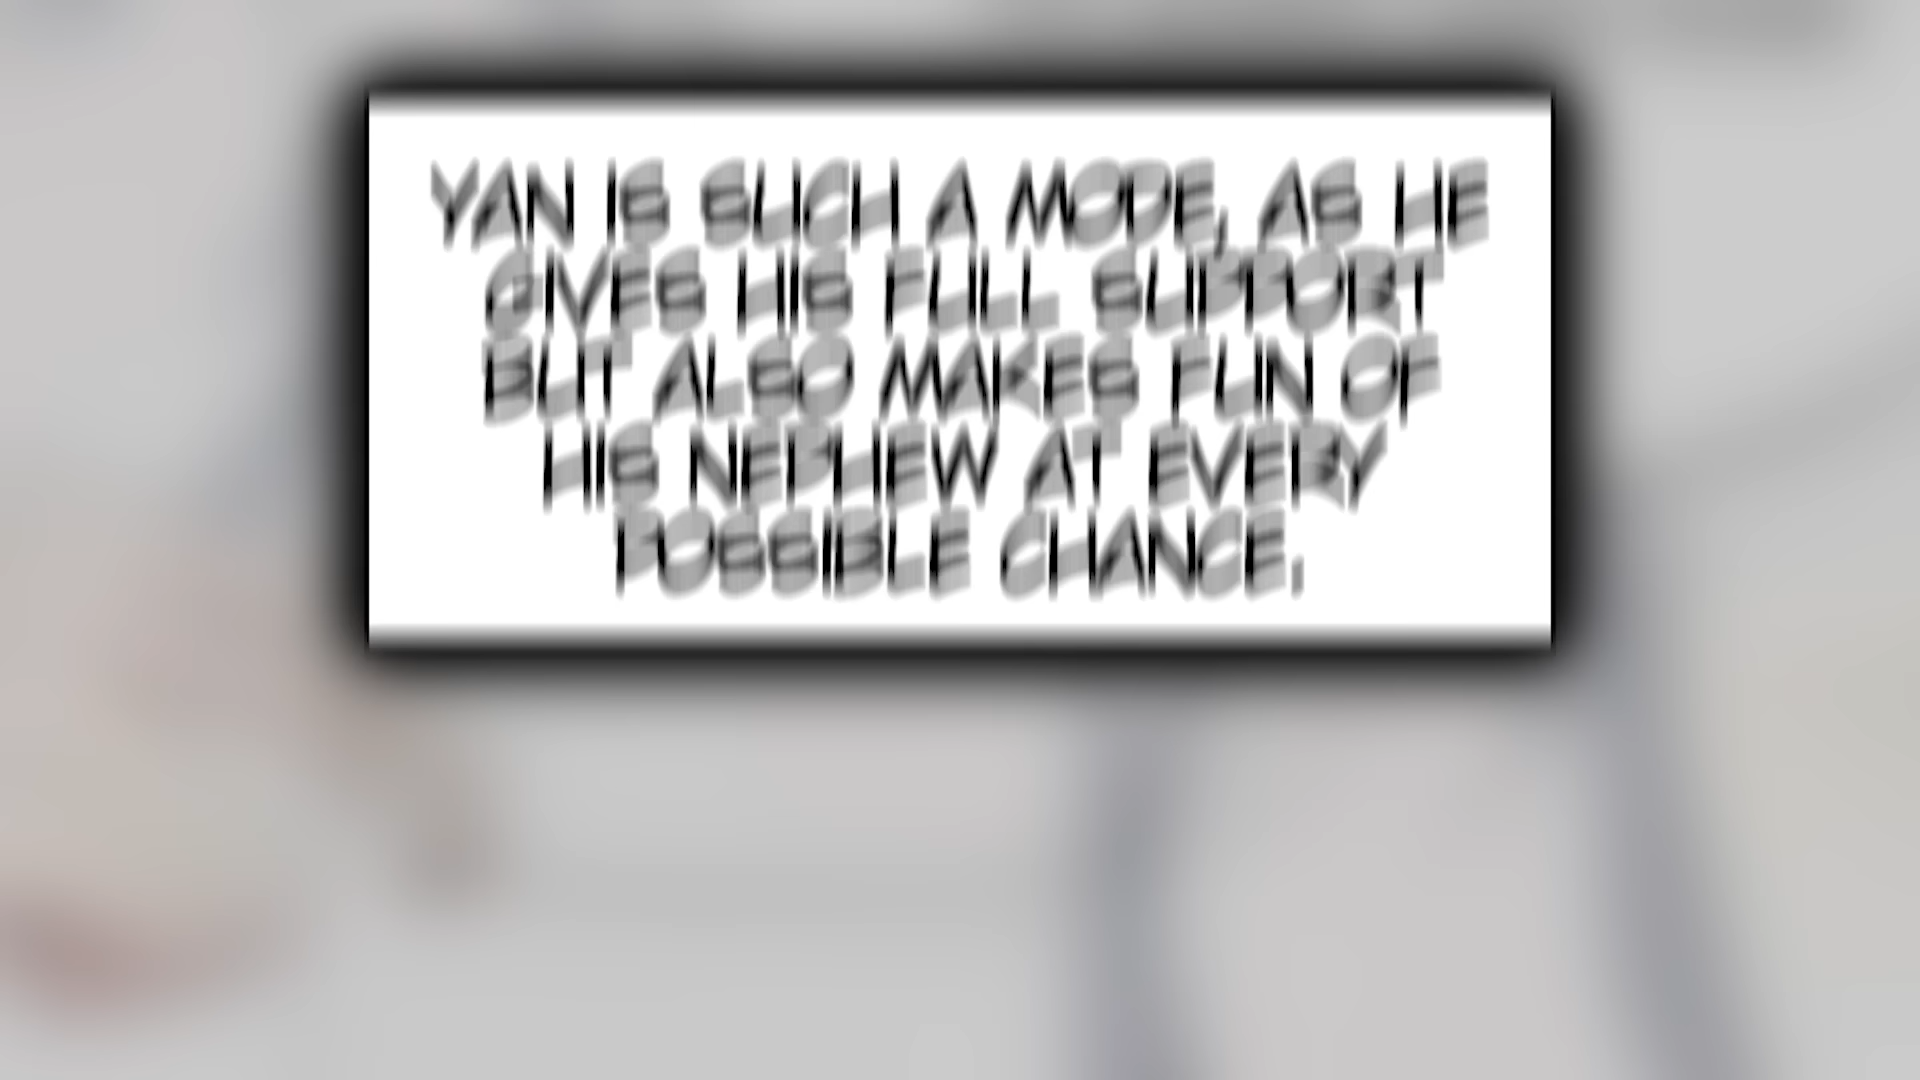 YAN IS SUCH A MODE, AS HE
GIVES HIS FULL SUPPORT
BUT ALSO MAKES FUN OF
HIS NEPHEW AT EVERY
POSSIBLE CHANCE.